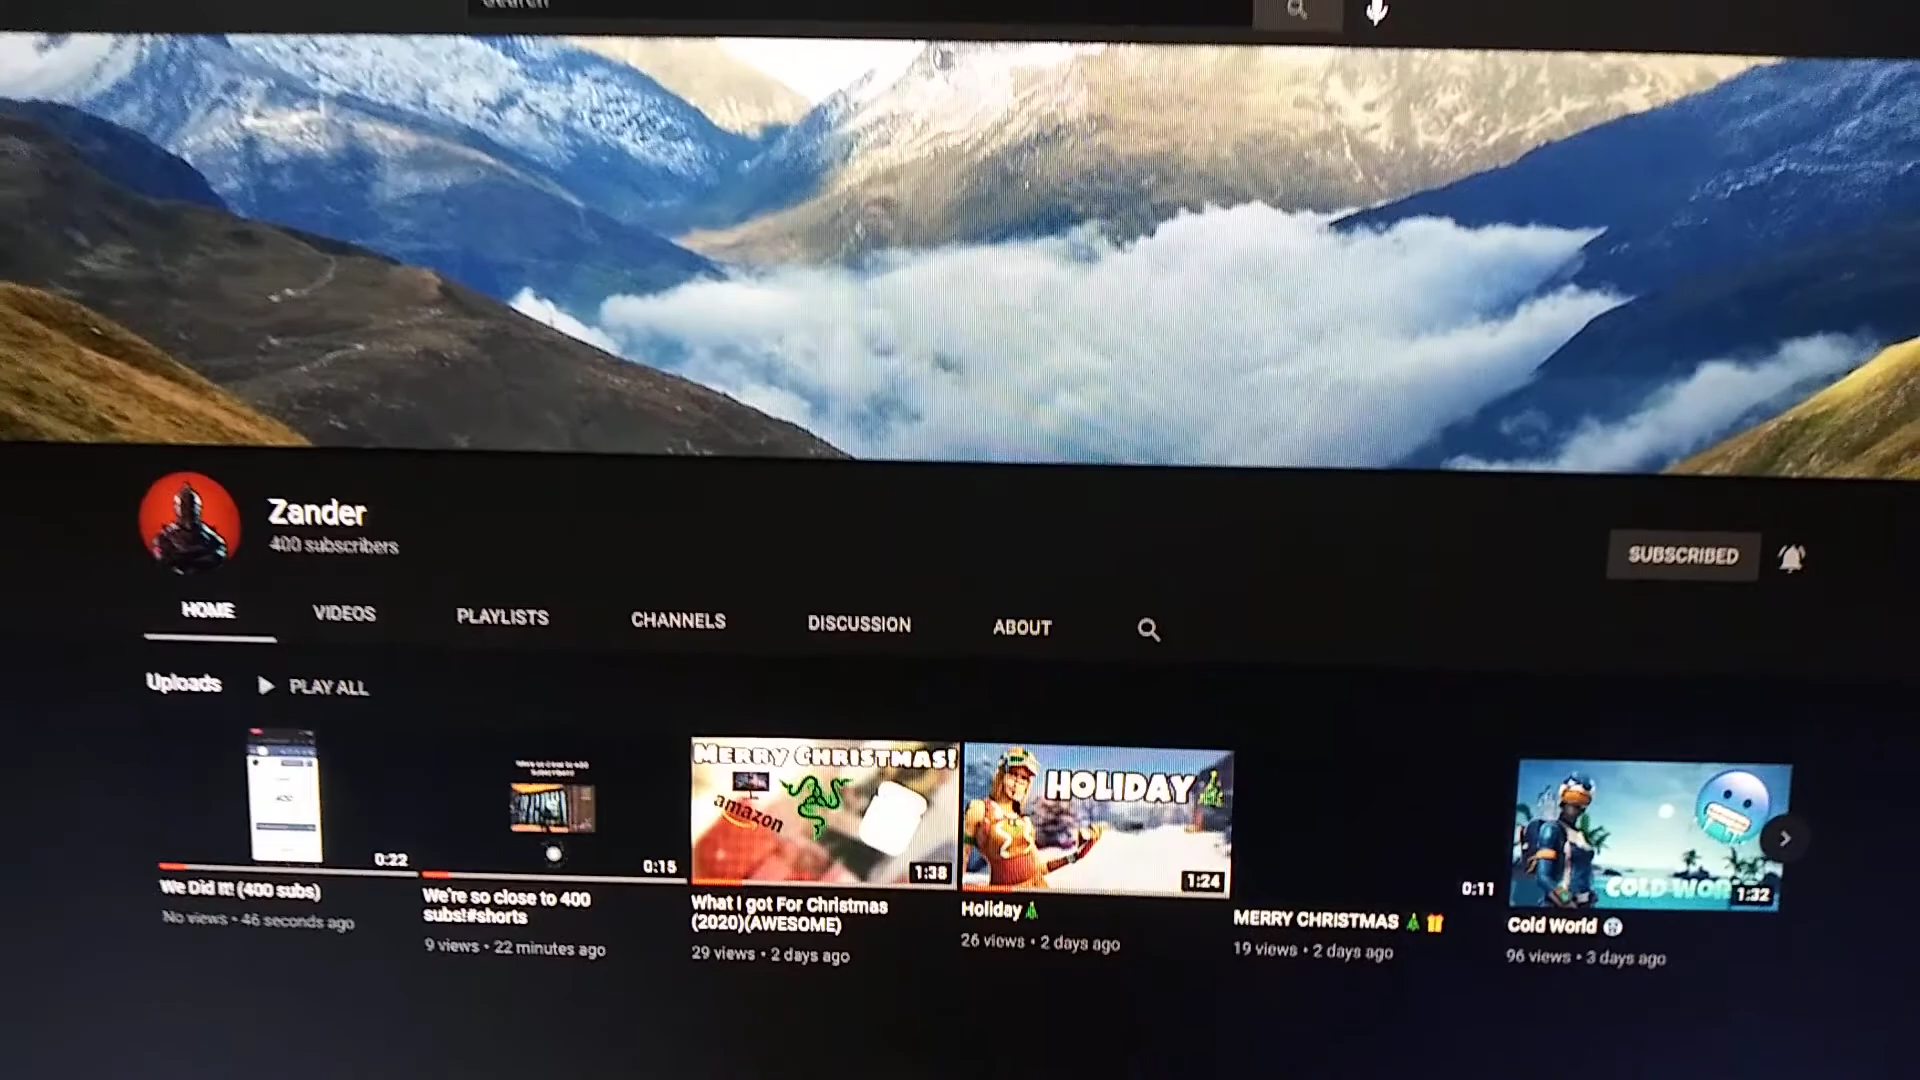 Search
Zander
400 subscribers
SUBSCRIBED
HOME VIDEOS PLAYLISTS CHANNELS DISCUSSION ABOUT
Uploads PLAY ALL
400
0:22
We Did It! (400 subs)
No views • 46 seconds ago
0:15
We're so close to 400
subs!#shorts
9 views • 22 minutes ago
MERRY CHRISTMAS!
amazon
1:38
What I got For Christmas
(2020)(AWESOME)
29 views • 2 days ago
HOLIDAY🎄
1:24
Holiday🎄
26 views • 2 days ago
0:11
MERRY CHRISTMAS 🎄🎁
19 views • 2 days ago
1:32
Cold World 🥶
96 views • 3 days ago